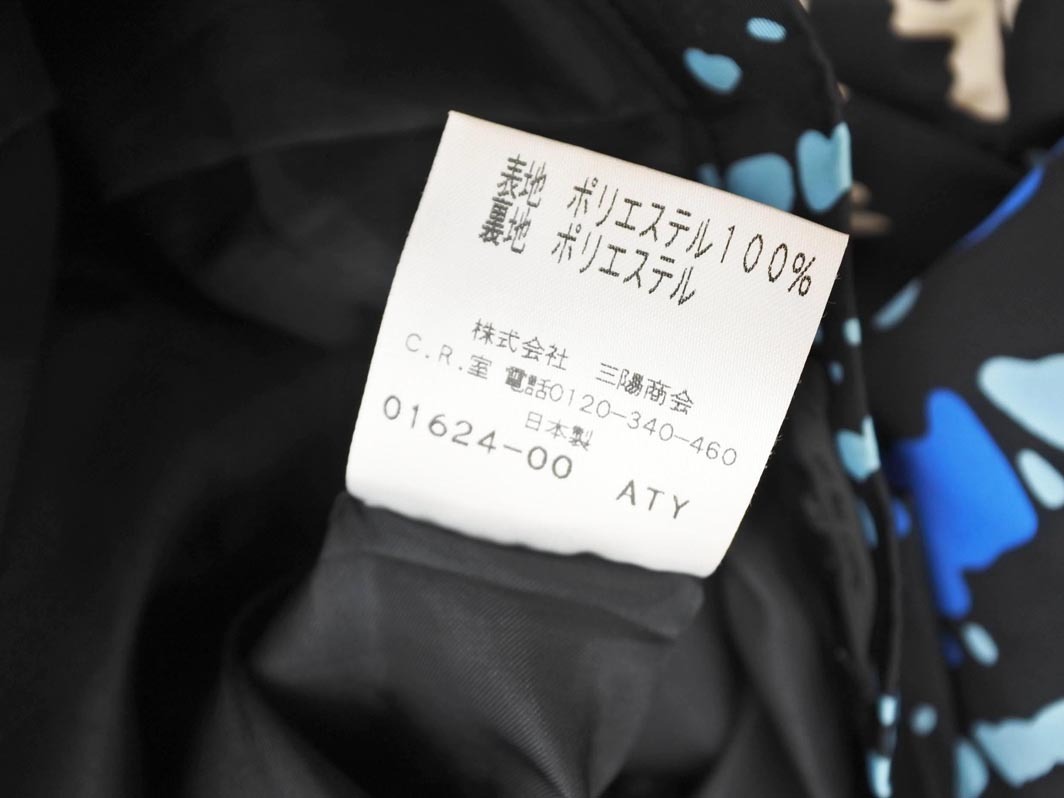 表地 ポリエステル100%
裏地 ポリエステル
株式会社 三陽商会
C.R.室 電話0120-340-460
日本製
01624-00 ATY